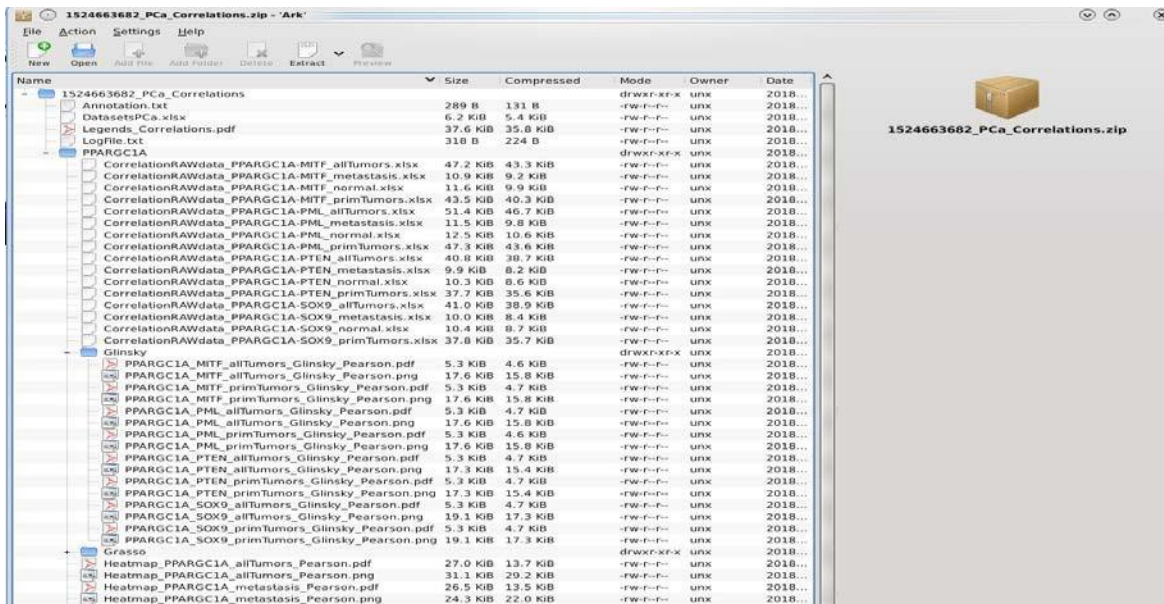 1524663682_PCa_Correlations.zip - 'Ark'
File Action Settings Help
New Open Add File Add Folder Delete Extract Preview
Name Size Compressed Mode Owner Date
1524663682_PCa_Correlations drwxr-xr-x unx 2018...
Annotation.txt 289 B 131 B -rw-r--r-- unx 2018...
DatasetsPCa.xlsx 6.2 KiB 5.4 KiB -rw-r--r-- unx 2018...
Legends_Correlations.pdf 37.6 KiB 35.8 KiB -rw-r--r-- unx 2018...
LogFile.txt 318 B 224 B -rw-r--r-- unx 2018...
PPARGC1A drwxr-xr-x unx 2018...
CorrelationRAWdata_PPARGC1A-MITF_allTumors.xlsx 47.2 KiB 43.3 KiB -rw-r--r-- unx 2018...
CorrelationRAWdata_PPARGC1A-MITF_metastasis.xlsx 10.9 KiB 9.2 KiB -rw-r--r-- unx 2018...
CorrelationRAWdata_PPARGC1A-MITF_normal.xlsx 11.6 KiB 9.9 KiB -rw-r--r-- unx 2018...
CorrelationRAWdata_PPARGC1A-MITF_primTumors.xlsx 43.5 KiB 40.3 KiB -rw-r--r-- unx 2018...
CorrelationRAWdata_PPARGC1A-PML_allTumors.xlsx 51.4 KiB 46.7 KiB -rw-r--r-- unx 2018...
CorrelationRAWdata_PPARGC1A-PML_metastasis.xlsx 11.5 KiB 9.8 KiB -rw-r--r-- unx 2018...
CorrelationRAWdata_PPARGC1A-PML_normal.xlsx 12.5 KiB 10.6 KiB -rw-r--r-- unx 2018...
CorrelationRAWdata_PPARGC1A-PML_primTumors.xlsx 47.3 KiB 43.6 KiB -rw-r--r-- unx 2018...
CorrelationRAWdata_PPARGC1A-PTEN_allTumors.xlsx 40.8 KiB 38.7 KiB -rw-r--r-- unx 2018...
CorrelationRAWdata_PPARGC1A-PTEN_metastasis.xlsx 9.9 KiB 8.2 KiB -rw-r--r-- unx 2018...
CorrelationRAWdata_PPARGC1A-PTEN_normal.xlsx 10.3 KiB 8.6 KiB -rw-r--r-- unx 2018...
CorrelationRAWdata_PPARGC1A-PTEN_primTumors.xlsx 37.7 KiB 35.6 KiB -rw-r--r-- unx 2018...
CorrelationRAWdata_PPARGC1A-SOX9_allTumors.xlsx 41.0 KiB 38.9 KiB -rw-r--r-- unx 2018...
CorrelationRAWdata_PPARGC1A-SOX9_metastasis.xlsx 10.0 KiB 8.4 KiB -rw-r--r-- unx 2018...
CorrelationRAWdata_PPARGC1A-SOX9_normal.xlsx 10.4 KiB 8.7 KiB -rw-r--r-- unx 2018...
CorrelationRAWdata_PPARGC1A-SOX9_primTumors.xlsx 37.8 KiB 35.7 KiB -rw-r--r-- unx 2018...
Glinsky drwxr-xr-x unx 2018...
PPARGC1A_MITF_allTumors_Glinsky_Pearson.pdf 5.3 KiB 4.6 KiB -rw-r--r-- unx 2018...
PPARGC1A_MITF_allTumors_Glinsky_Pearson.png 17.6 KiB 15.8 KiB -rw-r--r-- unx 2018...
PPARGC1A_MITF_primTumors_Glinsky_Pearson.pdf 5.3 KiB 4.7 KiB -rw-r--r-- unx 2018...
PPARGC1A_MITF_primTumors_Glinsky_Pearson.png 17.6 KiB 15.8 KiB -rw-r--r-- unx 2018...
PPARGC1A_PML_allTumors_Glinsky_Pearson.pdf 5.3 KiB 4.7 KiB -rw-r--r-- unx 2018...
PPARGC1A_PML_allTumors_Glinsky_Pearson.png 17.6 KiB 15.8 KiB -rw-r--r-- unx 2018...
PPARGC1A_PML_primTumors_Glinsky_Pearson.pdf 5.3 KiB 4.6 KiB -rw-r--r-- unx 2018...
PPARGC1A_PML_primTumors_Glinsky_Pearson.png 17.6 KiB 15.8 KiB -rw-r--r-- unx 2018...
PPARGC1A_PTEN_allTumors_Glinsky_Pearson.pdf 5.3 KiB 4.7 KiB -rw-r--r-- unx 2018...
PPARGC1A_PTEN_allTumors_Glinsky_Pearson.png 17.3 KiB 15.4 KiB -rw-r--r-- unx 2018...
PPARGC1A_PTEN_primTumors_Glinsky_Pearson.pdf 5.3 KiB 4.7 KiB -rw-r--r-- unx 2018...
PPARGC1A_PTEN_primTumors_Glinsky_Pearson.png 17.3 KiB 15.4 KiB -rw-r--r-- unx 2018...
PPARGC1A_SOX9_allTumors_Glinsky_Pearson.pdf 5.3 KiB 4.7 KiB -rw-r--r-- unx 2018...
PPARGC1A_SOX9_allTumors_Glinsky_Pearson.png 19.1 KiB 17.3 KiB -rw-r--r-- unx 2018...
PPARGC1A_SOX9_primTumors_Glinsky_Pearson.pdf 5.3 KiB 4.7 KiB -rw-r--r-- unx 2018...
PPARGC1A_SOX9_primTumors_Glinsky_Pearson.png 19.1 KiB 17.3 KiB -rw-r--r-- unx 2018...
Grasso drwxr-xr-x unx 2018...
Heatmap_PPARGC1A_allTumors_Pearson.pdf 27.0 KiB 13.7 KiB -rw-r--r-- unx 2018...
Heatmap_PPARGC1A_allTumors_Pearson.png 31.1 KiB 29.2 KiB -rw-r--r-- unx 2018...
Heatmap_PPARGC1A_metastasis_Pearson.pdf 26.5 KiB 13.5 KiB -rw-r--r-- unx 2018...
Heatmap_PPARGC1A_metastasis_Pearson.png 24.3 KiB 22.0 KiB -rw-r--r-- unx 2018...
1524663682_PCa_Correlations.zip